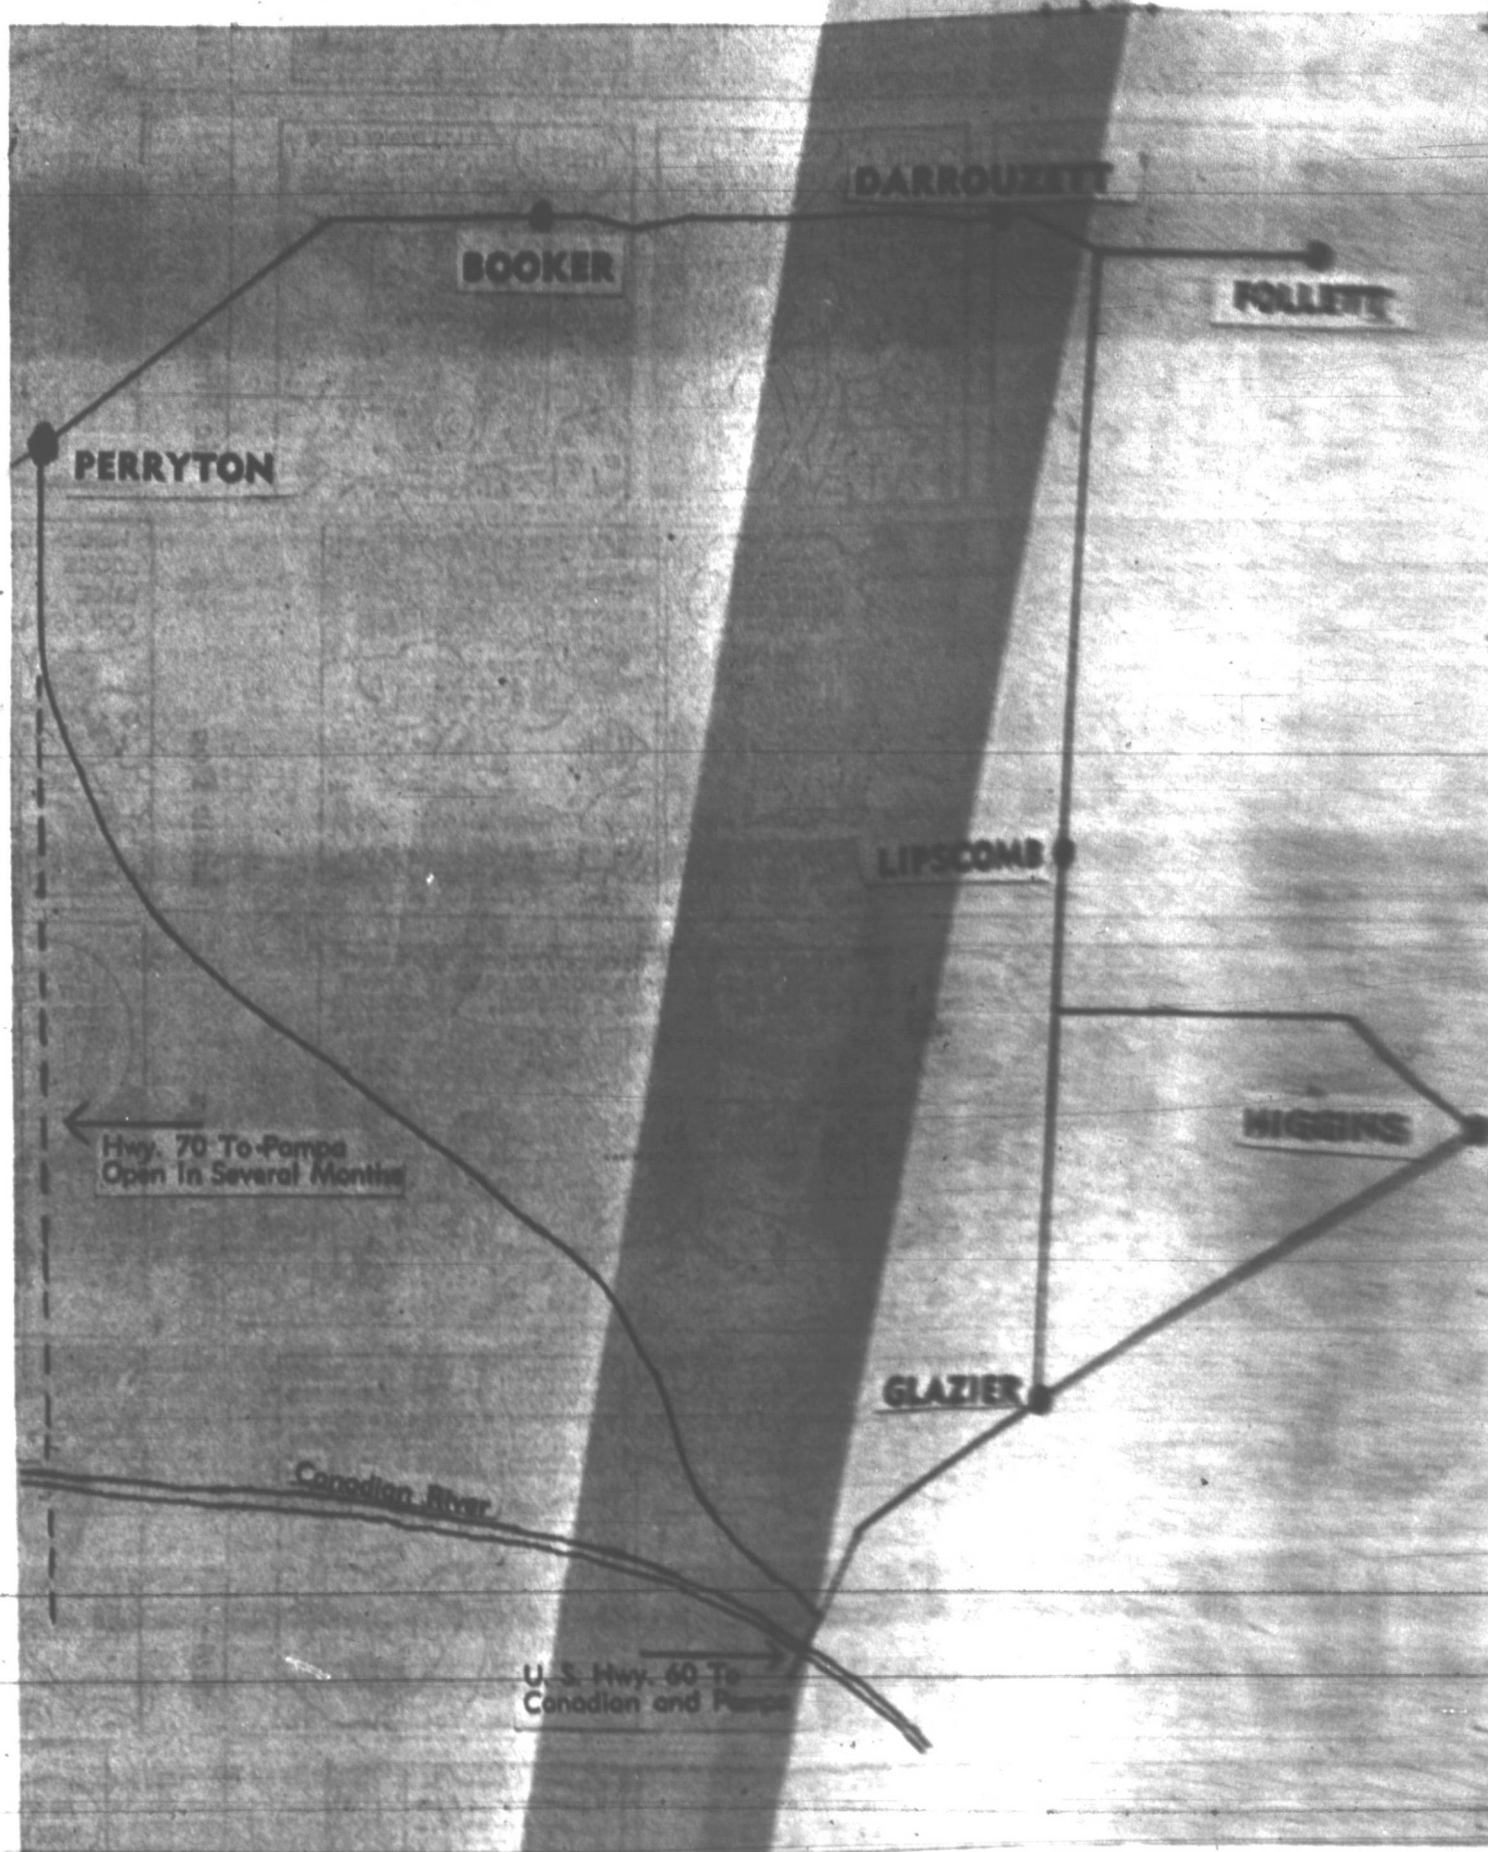 DARROUZETT
BOOKER
FOLLETT
PERRYTON
LIPSCOMB
HIGGINS
Hwy. 70 To Pampa
Open In Several Months
GLAZIER
Canadian River
U. S. Hwy. 60 To
Canadian and Pampa